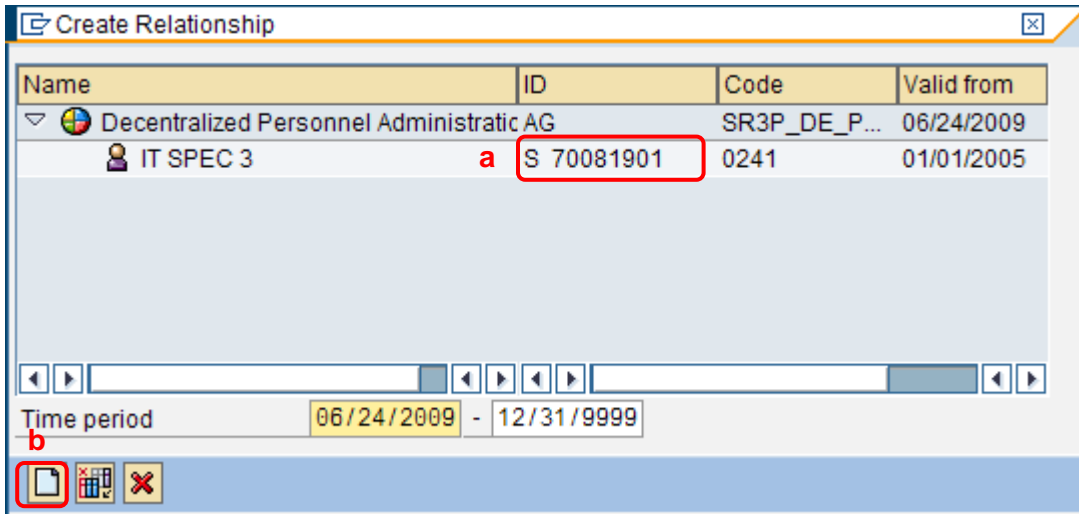 Create Relationship
Name ID Code Valid from
Decentralized Personnel Administratic AG SR3P_DE_P... 06/24/2009
IT SPEC 3 a S 70081901 0241 01/01/2005
Time period 06/24/2009 - 12/31/9999
b